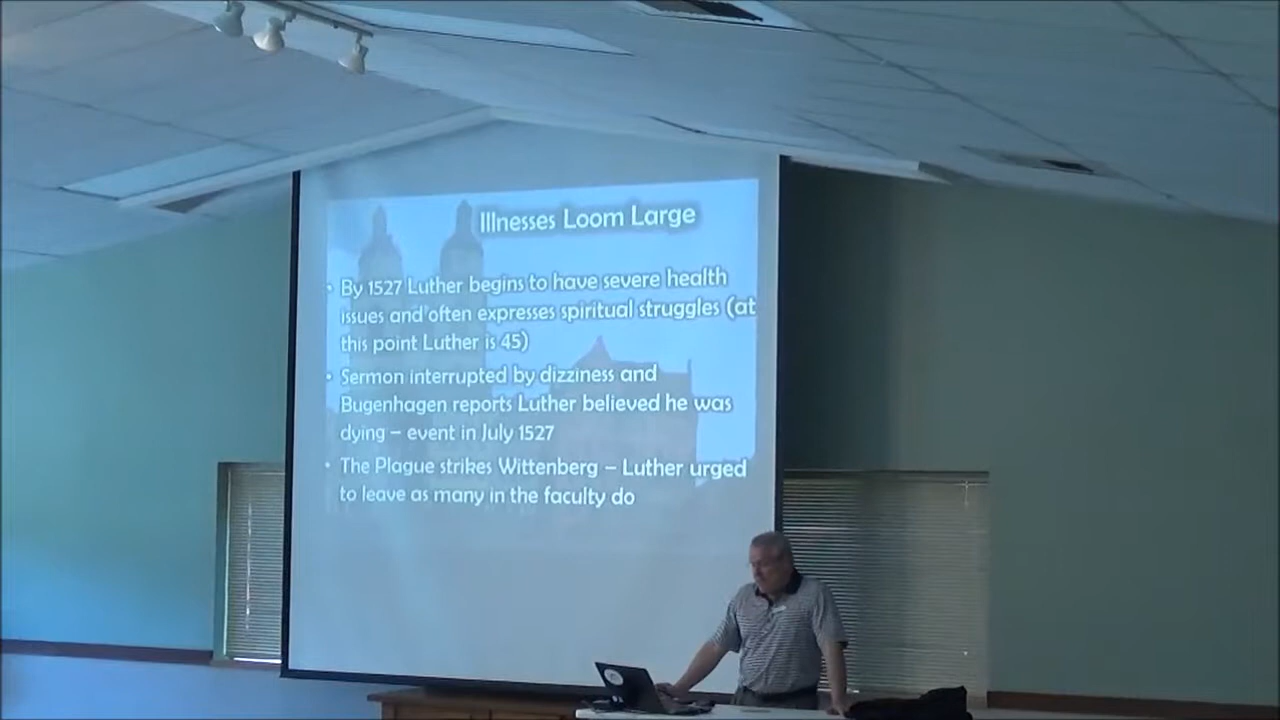 Illnesses Loom Large
• By 1527 Luther begins to have severe health
issues and often expresses spiritual struggles (at
this point Luther is 45)
• Sermon interrupted by dizziness and
Bugenhagen reports Luther believed he was
dying – event in July 1527
• The Plague strikes Wittenberg – Luther urged
to leave as many in the faculty do